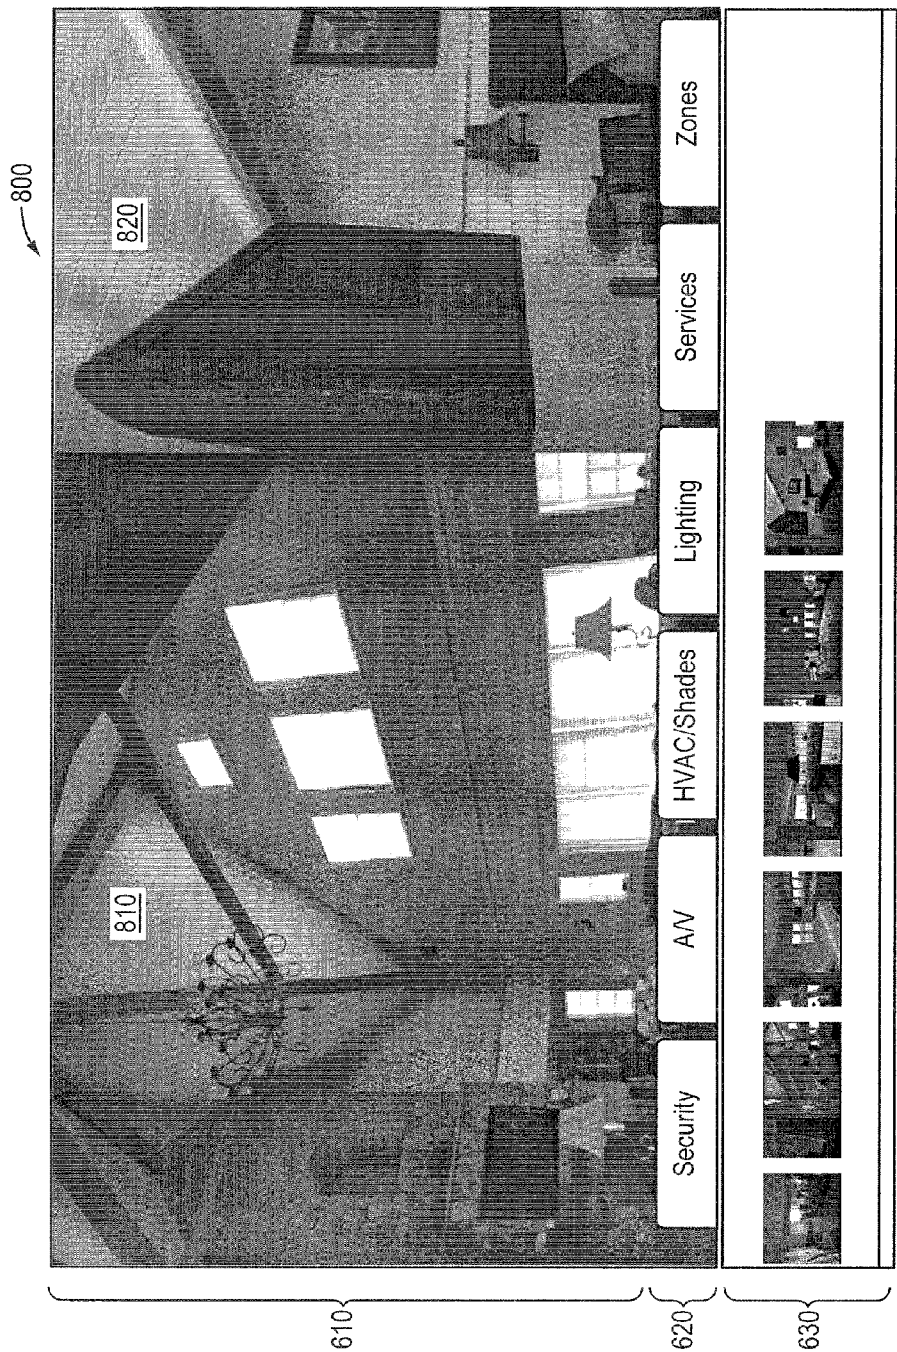 800
810
820
610
Security
A/V
HVAC/Shades
Lighting
Services
Zones
620
630